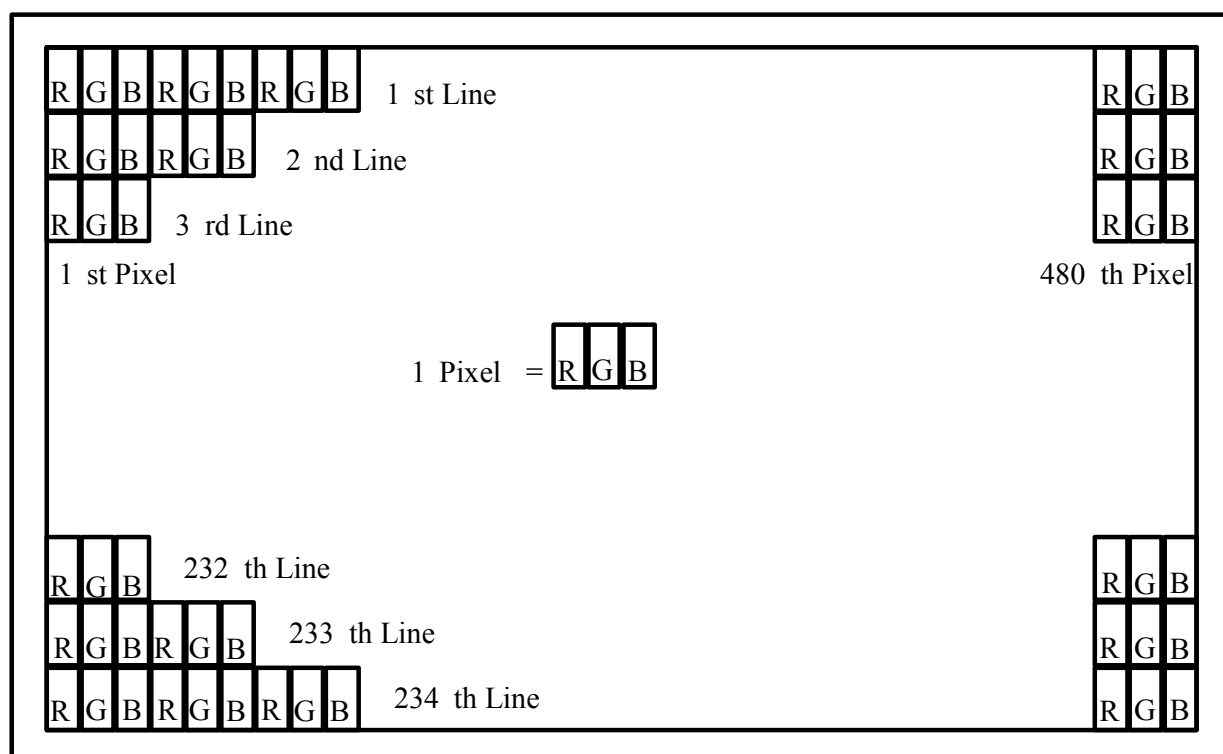 R G B R G B R G B 1 st Line R G B
R G B R G B 2 nd Line R G B
R G B 3 rd Line R G B
1 st Pixel 480 th Pixel
1 Pixel = R G B
R G B 232 th Line R G B
R G B R G B 233 th Line R G B
R G B R G B R G B 234 th Line R G B